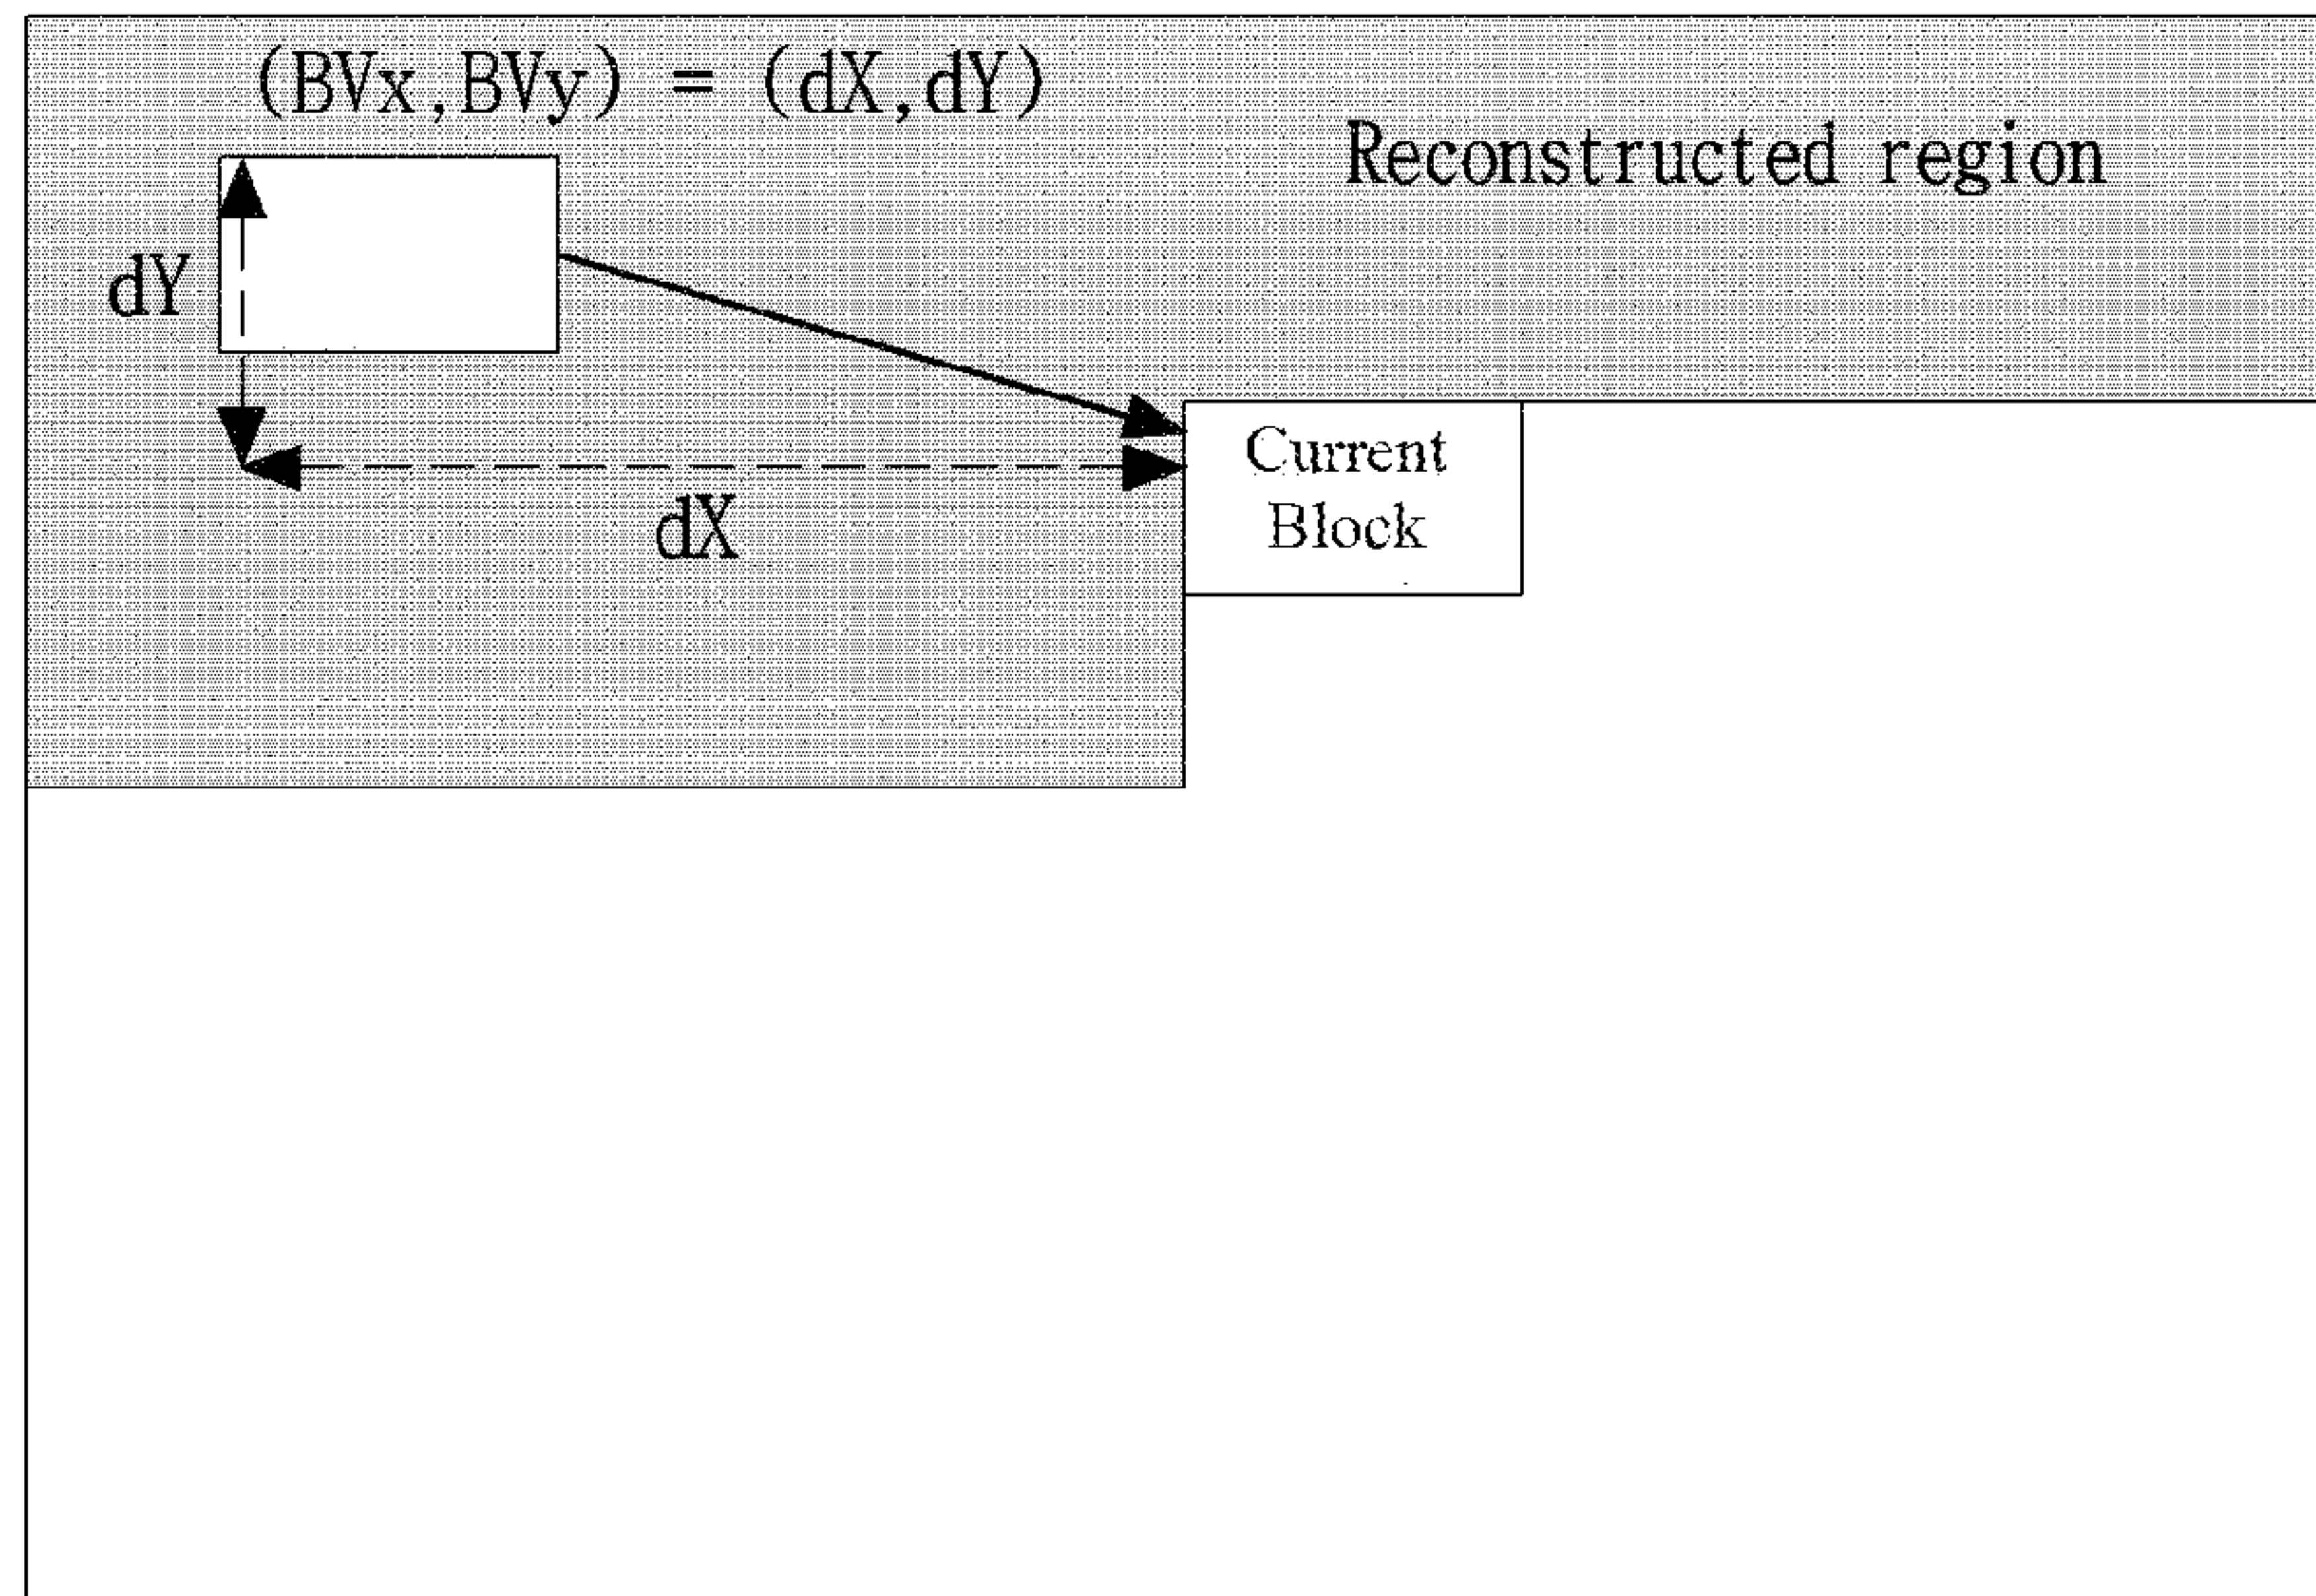 (BVx,BVy) = (dX,dY)
Reconstructed region
dY
Current
Block
dX